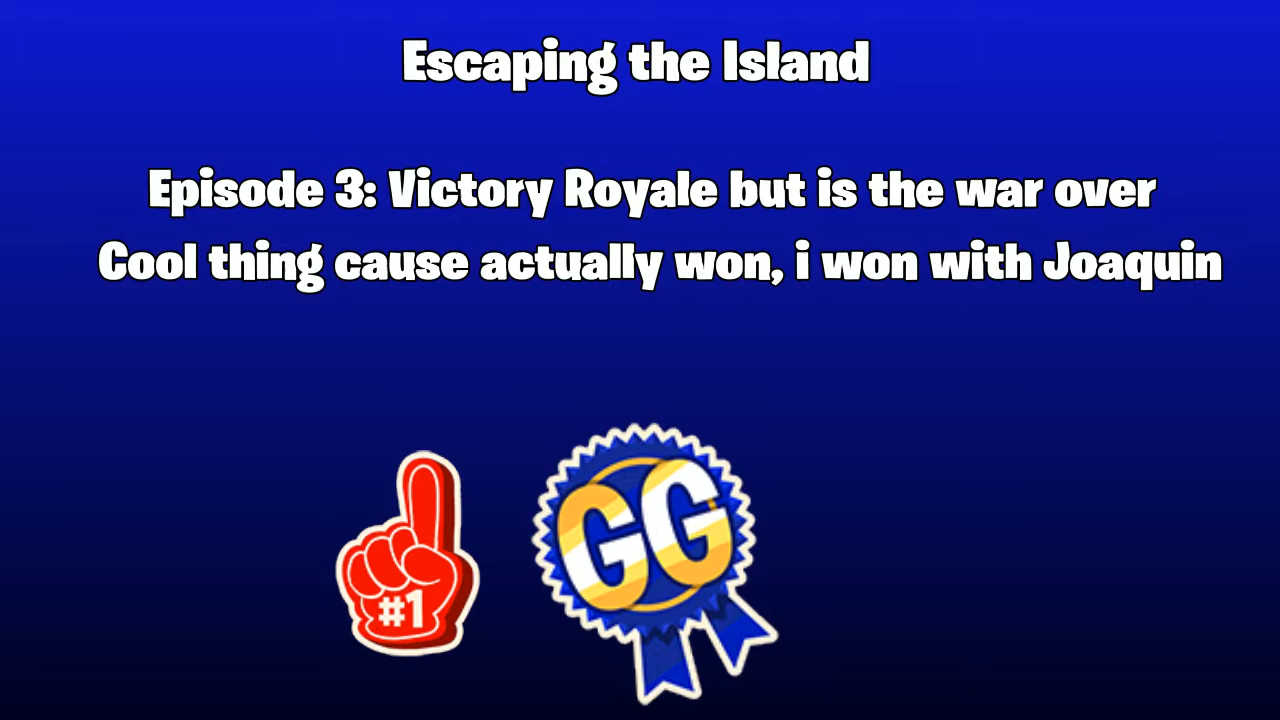 Escaping the Island
Episode 3: Victory Royale but is the war over
Cool thing cause actually won, i won with Joaquin
#1
GG